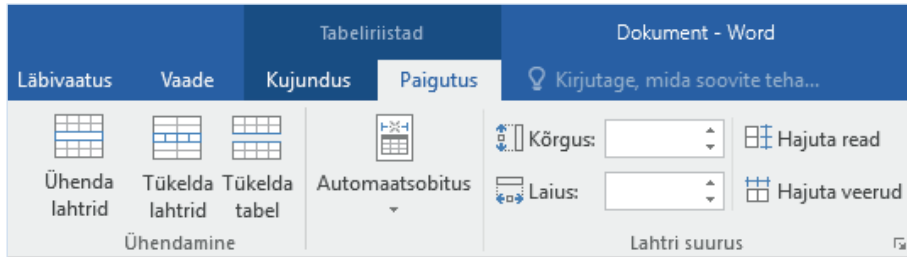 Tabeliriistad
Dokument - Word
Läbivaatus Vaade Kujundus Paigutus Kirjutage, mida soovite teha...
Ühenda lahtrid
Tükelda lahtrid
Tükelda tabel
Ühendamine
Automaatsobitus
Kõrgus:
Laius:
Hajuta read
Hajuta veerud
Lahtri suurus